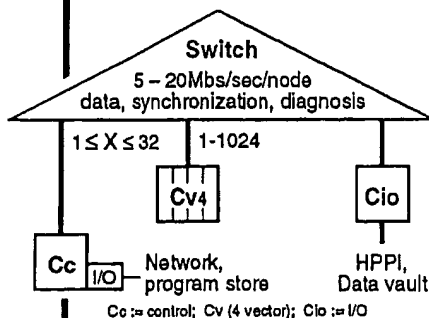 Switch
5 – 20Mbs/sec/node
data, synchronization, diagnosis
1 ≤ X ≤ 32
1-1024
Cv4
Cio
Cc
I/O
Network,
program store
HPPI,
Data vault
Cc := control; Cv (4 vector); Cio := I/O